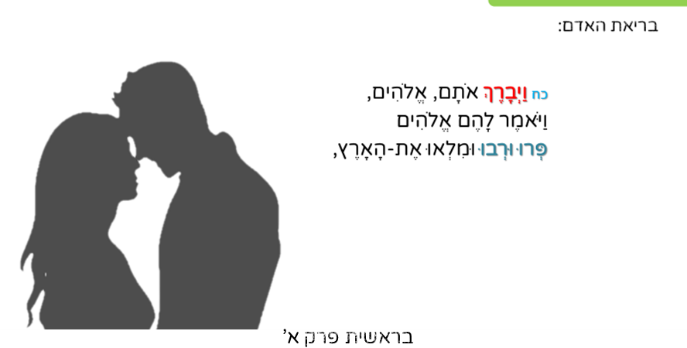 בריאת האדם:
כח וַיְבָרֶךְ אֹתָם, אֱלֹהִים,
וַיֹּאמֶר לָהֶם אֱלֹהִים
פְּרוּ וּרְבוּ וּמִלְאוּ אֶת-הָאָרֶץ,
בראשית פרק א'